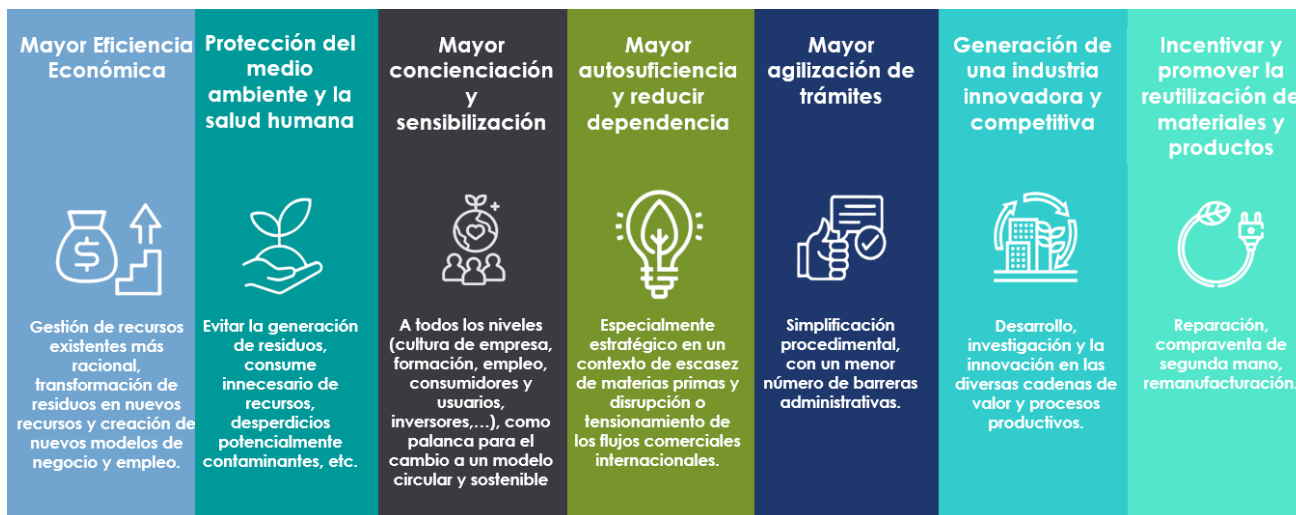 Mayor Eficiencia
Económica
Gestión de recursos
existentes más
racional,
transformación de
residuos en nuevos
recursos y creación de
nuevos modelos de
negocio y empleo.
Protección del
medio
ambiente y la
salud humana
Evitar la generación
de residuos,
consume
innecesario de
recursos,
desperdicios
potencialmente
contaminantes, etc.
Mayor
concienciación
y
sensibilización
A todos los niveles
(cultura de empresa,
formación, empleo,
consumidores y
usuarios,
inversores,...), como
palanca para el
cambio a un modelo
circular y sostenible
Mayor
autosuficiencia
y reducir
dependencia
Especialmente
estratégico en un
contexto de escasez
de materias primas y
disrupción o
tensionamiento de
los flujos comerciales
internacionales.
Mayor
agilización de
trámites
Simplificación
procedimental,
con un menor
número de barreras
administrativas.
Generación de
una industria
innovadora y
competitiva
Desarrollo,
investigación y la
innovación en las
diversas cadenas de
valor y procesos
productivos.
Incentivar y
promover la
reutilización de
materiales y
productos
Reparación,
compraventa de
segunda mano,
remanufacturación.